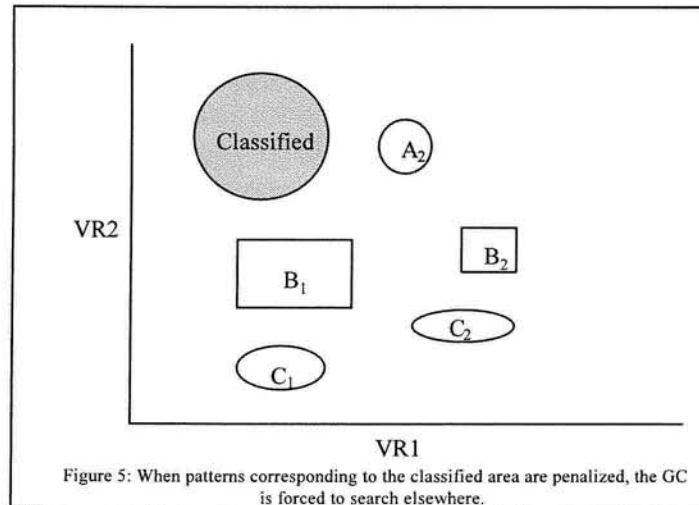 Classified
A₂
VR2
B₂
B₁
C₂
C₁
VR1
Figure 5: When patterns corresponding to the classified area are penalized, the GC
is forced to search elsewhere.